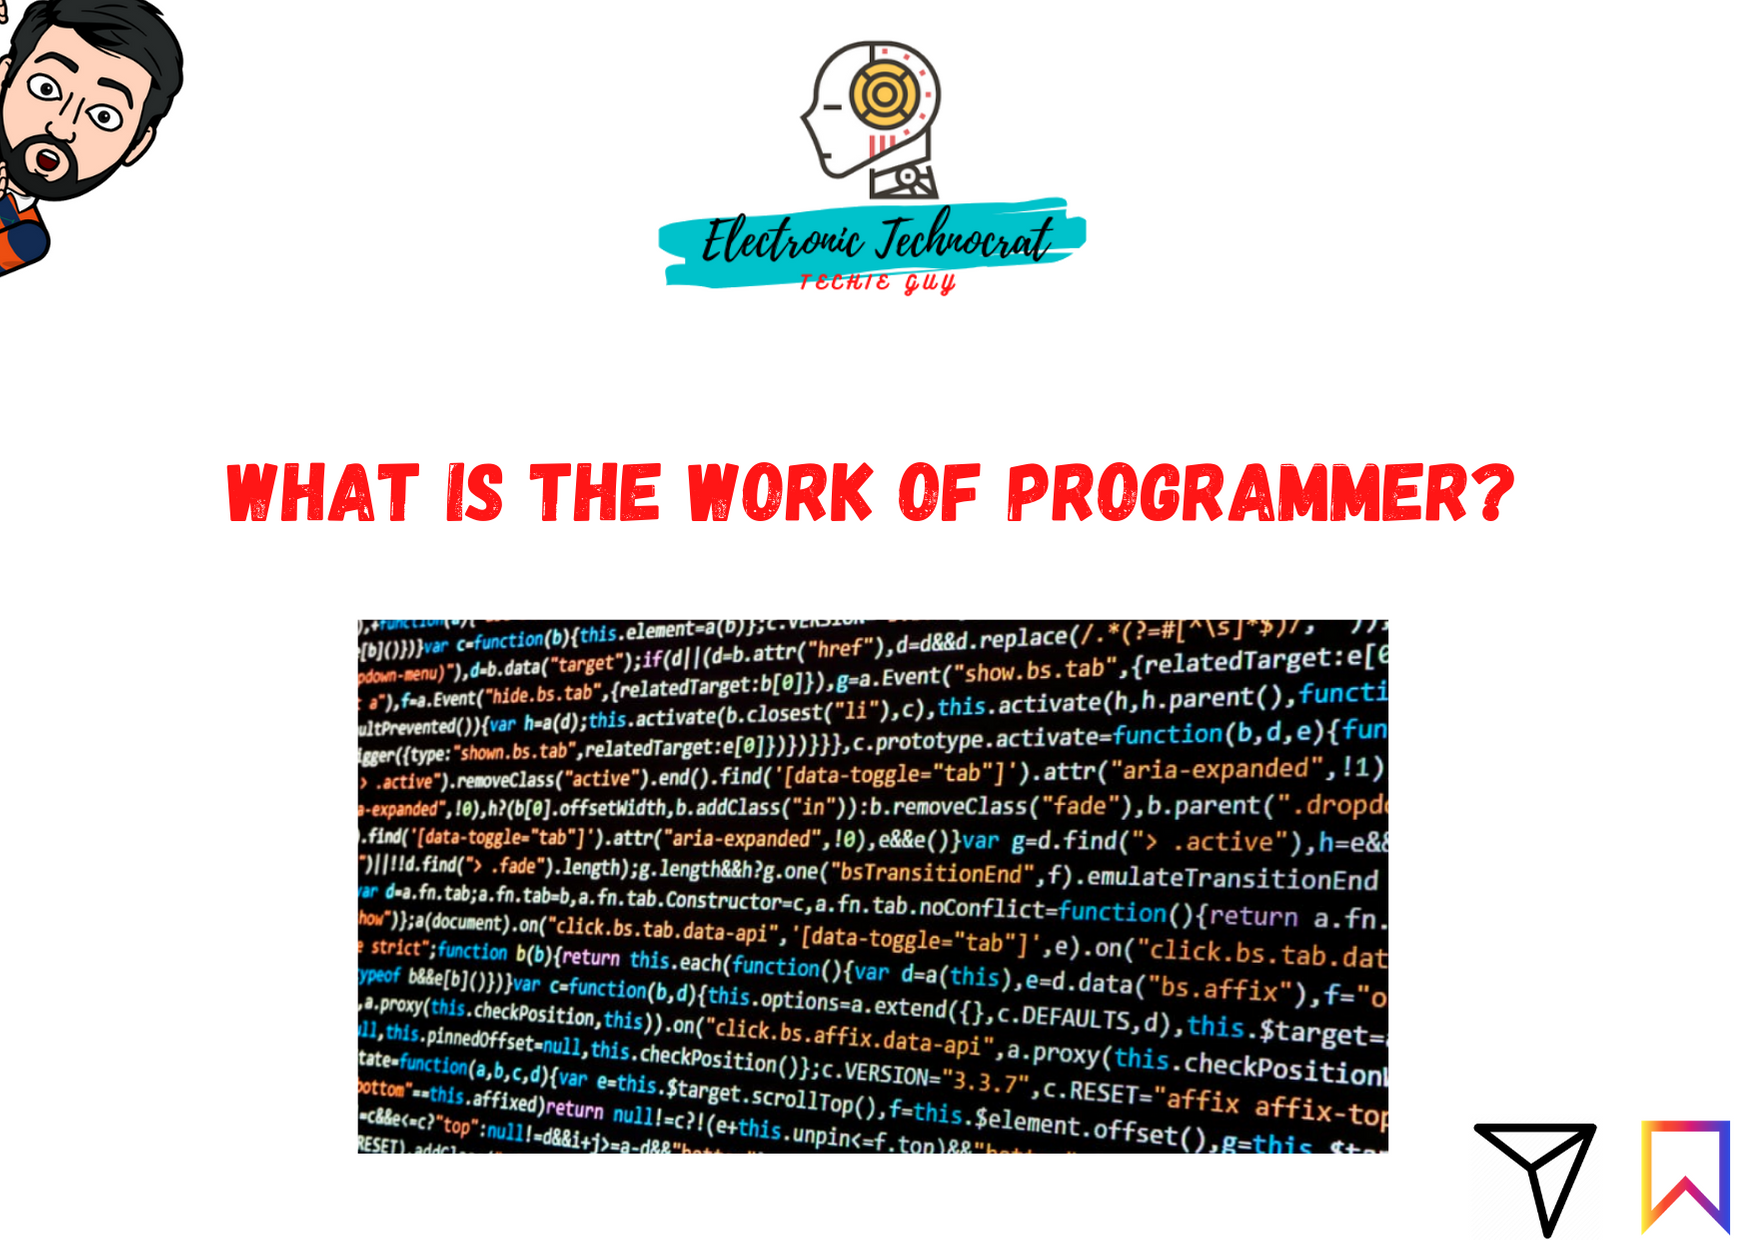 Electronic Technocrat
TECHIE GUY
WHAT IS THE WORK OF PROGRAMMER?
[b]()})}var c=function(b){this.element=a(b)};c.VERSION
pdown-menu)"),d=b.data("target");if(d||(d=b.attr("href"),d=d&&d.replace(/.*(?=#[^\s]*$)/,
a"),f=a.Event("hide.bs.tab",{relatedTarget:b[0]}),g=a.Event("show.bs.tab",{relatedTarget:e[0
ultPrevented()){var h=a(d);this.activate(b.closest("li"),c),this.activate(h,h.parent(),functi
igger({type:"shown.bs.tab",relatedTarget:e[0]})})}}},c.prototype.activate=function(b,d,e){fun
> .active").removeClass("active").end().find('[data-toggle="tab"]').attr("aria-expanded",!1)
a-expanded",!0),h?(b[0].offsetWidth,b.addClass("in")):b.removeClass("fade"),b.parent(".dropd
).find('[data-toggle="tab"]').attr("aria-expanded",!0),e&&e()}var g=d.find("> .active"),h=e&&
")||!!d.find("> .fade").length);g.length&&h?g.one("bsTransitionEnd",f).emulateTransitionEnd
var d=a.fn.tab;a.fn.tab=b,a.fn.tab.Constructor=c,a.fn.tab.noConflict=function(){return a.fn.
how")};a(document).on("click.bs.tab.data-api",'[data-toggle="tab"]',e).on("click.bs.tab.dat
e strict";function b(b){return this.each(function(){var d=a(this),e=d.data("bs.affix"),f="o
ypeof b&&e[b]()})}var c=function(b,d){this.options=a.extend({},c.DEFAULTS,d),this.$target=
,a.proxy(this.checkPosition,this)).on("click.bs.affix.data-api",a.proxy(this.checkPosition
ll,this.pinnedOffset=null,this.checkPosition()};c.VERSION="3.3.7",c.RESET="affix affix-top
tate=function(a,b,c,d){var e=this.$target.scrollTop(),f=this.$element.offset(),g=this.
bottom"==this.affixed)return null!=c?!(e+this.unpin<=f.top)&&
=c&&e<=c?"top":null!=d&&i+j>=a-d&&